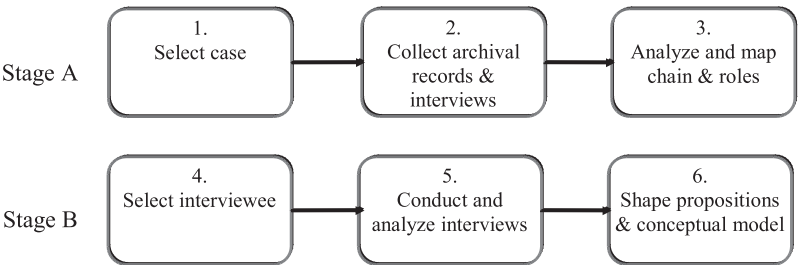 Stage A
1.
Select case
2.
Collect archival
records &
interviews
3.
Analyze and map
chain & roles
Stage B
4.
Select interviewee
5.
Conduct and
analyze interviews
6.
Shape propositions
& conceptual model